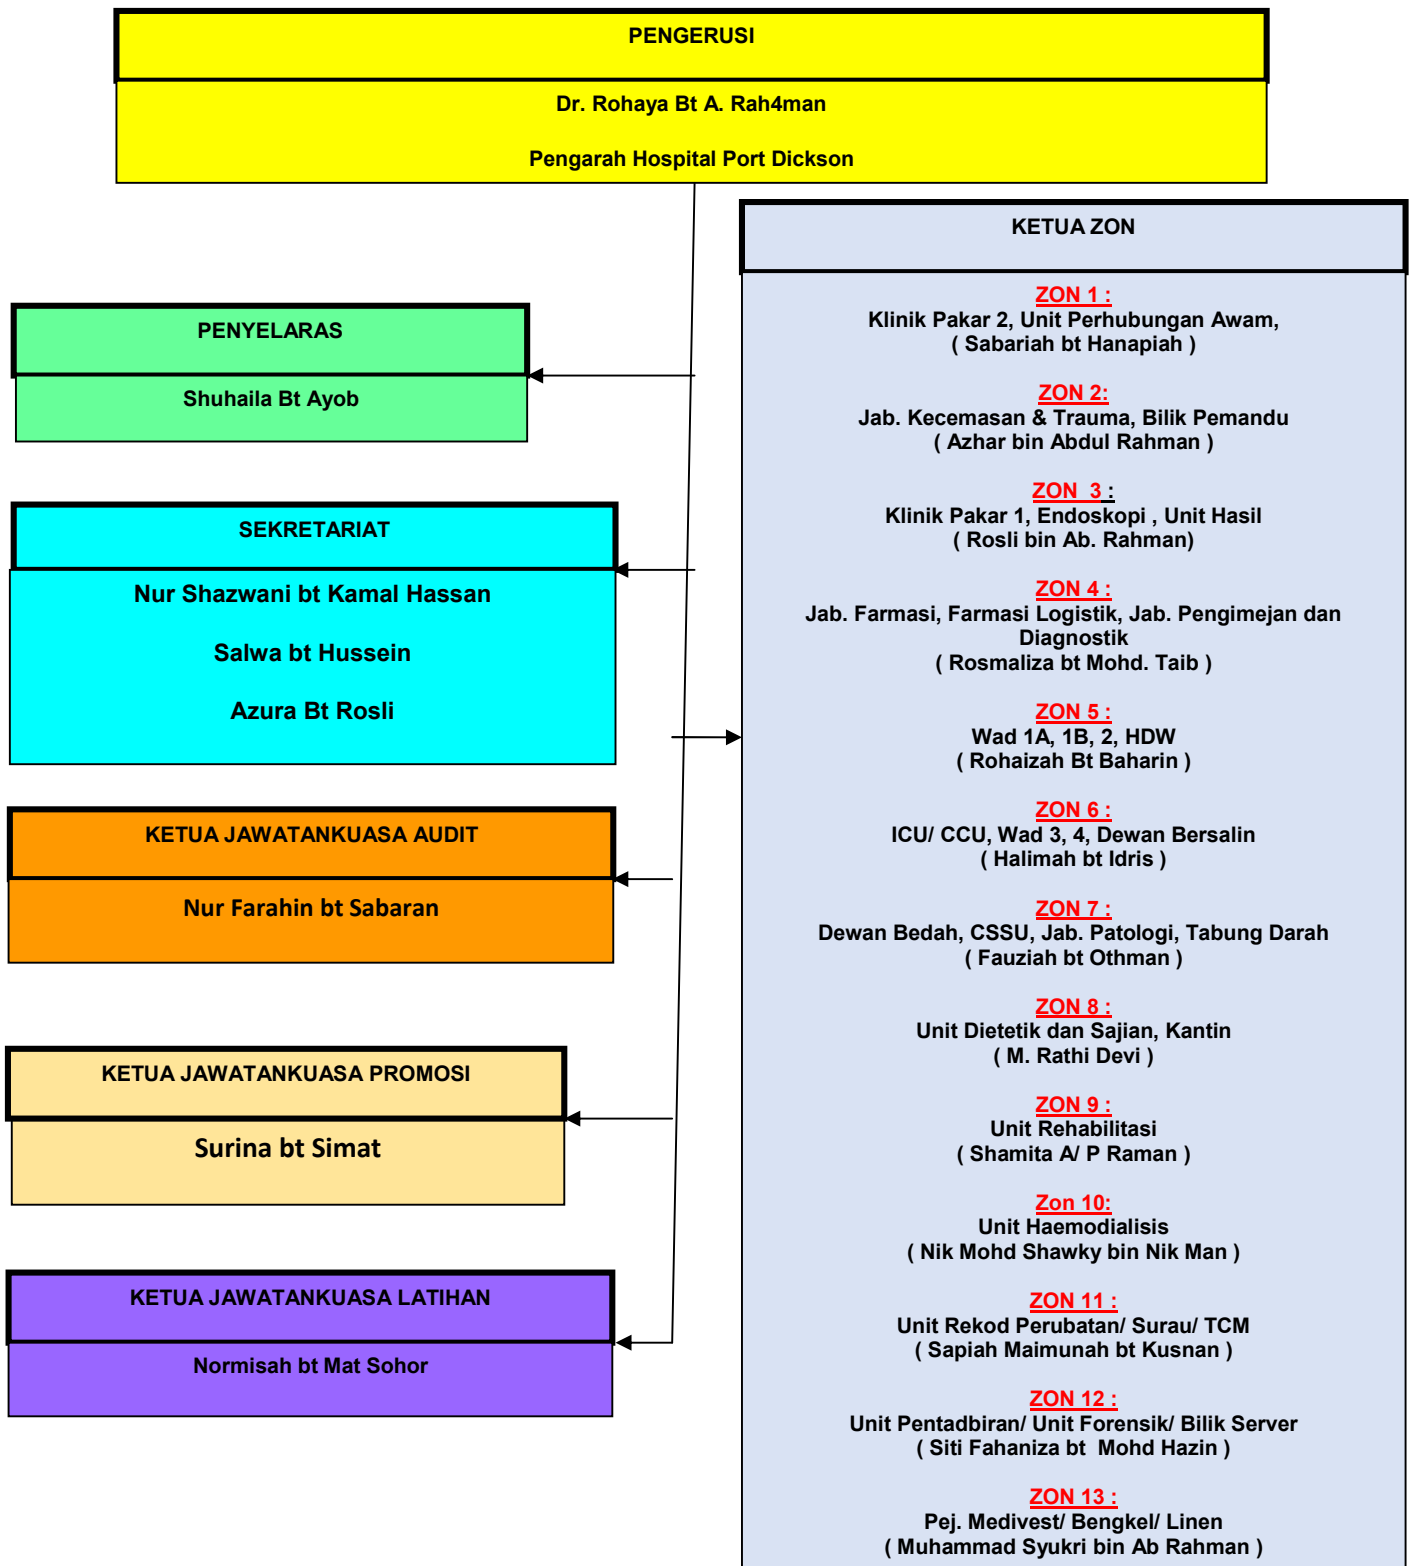 PENGERUSI
Dr. Rohaya Bt A. Rah4man
Pengarah Hospital Port Dickson
PENYELARAS
Shuhaila Bt Ayob
SEKRETARIAT
Nur Shazwani bt Kamal Hassan
Salwa bt Hussein
Azura Bt Rosli
KETUA JAWATANKUASA AUDIT
Nur Farahin bt Sabaran
KETUA JAWATANKUASA PROMOSI
Surina bt Simat
KETUA JAWATANKUASA LATIHAN
Normisah bt Mat Sohor
KETUA ZON
ZON 1 :
Klinik Pakar 2, Unit Perhubungan Awam,
( Sabariah bt Hanapiah )
ZON 2:
Jab. Kecemasan & Trauma, Bilik Pemandu
( Azhar bin Abdul Rahman )
ZON  3 :
Klinik Pakar 1, Endoskopi , Unit Hasil
( Rosli bin Ab. Rahman)
ZON 4 :
Jab. Farmasi, Farmasi Logistik, Jab. Pengimejan dan
Diagnostik
( Rosmaliza bt Mohd. Taib )
ZON 5 :
Wad 1A, 1B, 2, HDW
( Rohaizah Bt Baharin )
ZON 6 :
ICU/ CCU, Wad 3, 4, Dewan Bersalin
( Halimah bt Idris )
ZON 7 :
Dewan Bedah, CSSU, Jab. Patologi, Tabung Darah
( Fauziah bt Othman )
ZON 8 :
Unit Dietetik dan Sajian, Kantin
( M. Rathi Devi )
ZON 9 :
Unit Rehabilitasi
( Shamita A/ P Raman )
Zon 10:
Unit Haemodialisis
( Nik Mohd Shawky bin Nik Man )
ZON 11 :
Unit Rekod Perubatan/ Surau/ TCM
( Sapiah Maimunah bt Kusnan )
ZON 12 :
Unit Pentadbiran/ Unit Forensik/ Bilik Server
( Siti Fahaniza bt  Mohd Hazin )
ZON 13 :
Pej. Medivest/ Bengkel/ Linen
( Muhammad Syukri bin Ab Rahman )